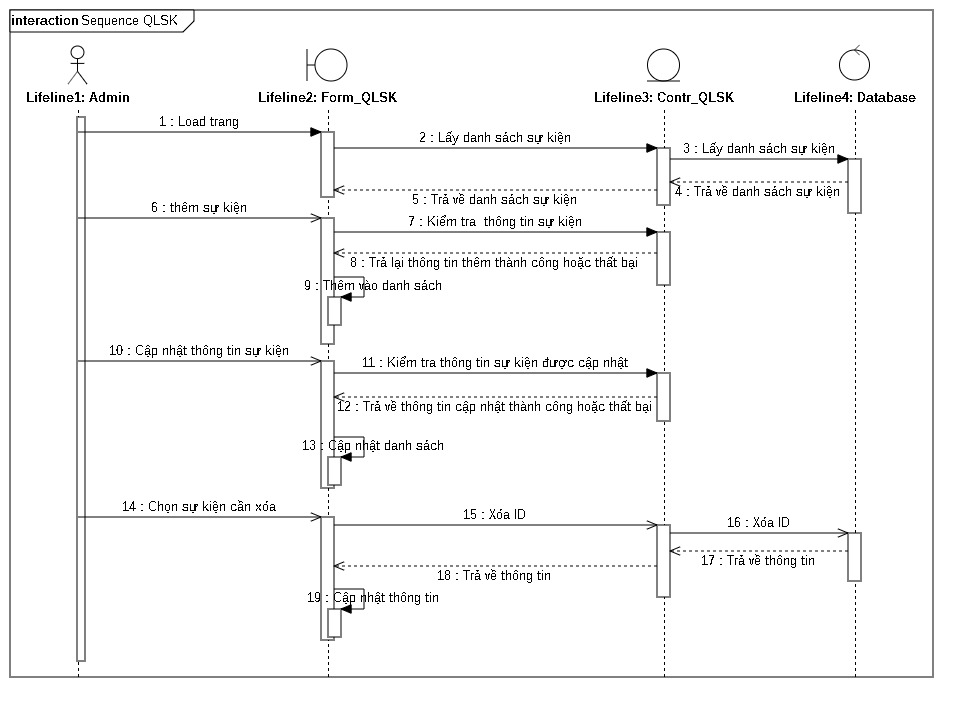 interaction Sequence QLSK
Lifeline1: Admin
Lifeline2: Form_QLSK
Lifeline3: Contr_QLSK
Lifeline4: Database
1 : Load trang
2 : Lấy danh sách sự kiện
3 : Lấy danh sách sự kiện
4 : Trả về danh sách sự kiện
5 : Trả về danh sách sự kiện
6 : thêm sự kiện
7 : Kiểm tra  thông tin sự kiện
8 : Trả lại thông tin thêm thành công hoặc thất bại
9 : Thêm vào danh sách
10 : Cập nhật thông tin sự kiện
11 : Kiểm tra thông tin sự kiện được cập nhật
12 : Trả về thông tin cập nhật thành công hoặc thất bại
13 : Cập nhật danh sách
14 : Chọn sự kiện cần xóa
15 : Xóa ID
16 : Xóa ID
17 : Trả về thông tin
18 : Trả về thông tin
19 : Cập nhật thông tin